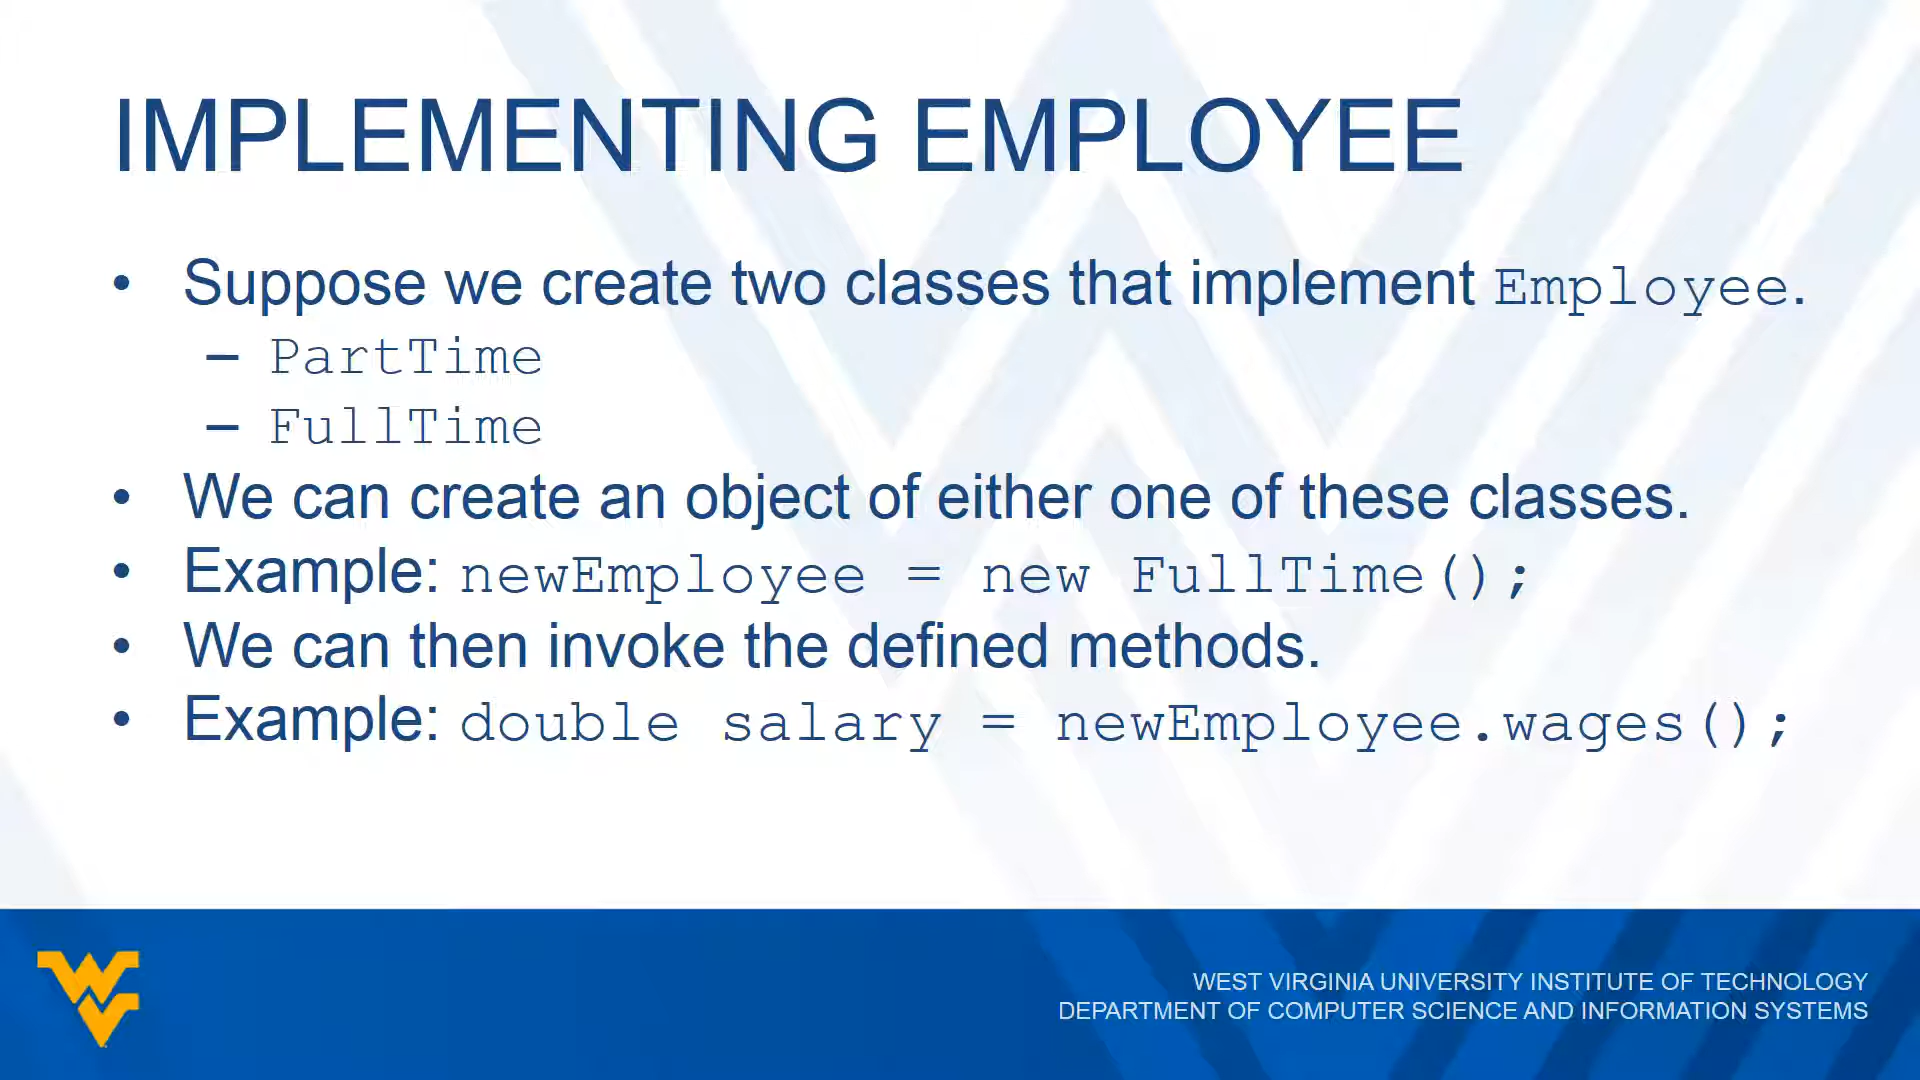 IMPLEMENTING EMPLOYEE
• Suppose we create two classes that implement Employee.
– PartTime
– FullTime
• We can create an object of either one of these classes.
• Example: newEmployee = new FullTime();
• We can then invoke the defined methods.
• Example: double salary = newEmployee.wages();
WEST VIRGINIA UNIVERSITY INSTITUTE OF TECHNOLOGY
DEPARTMENT OF COMPUTER SCIENCE AND INFORMATION SYSTEMS